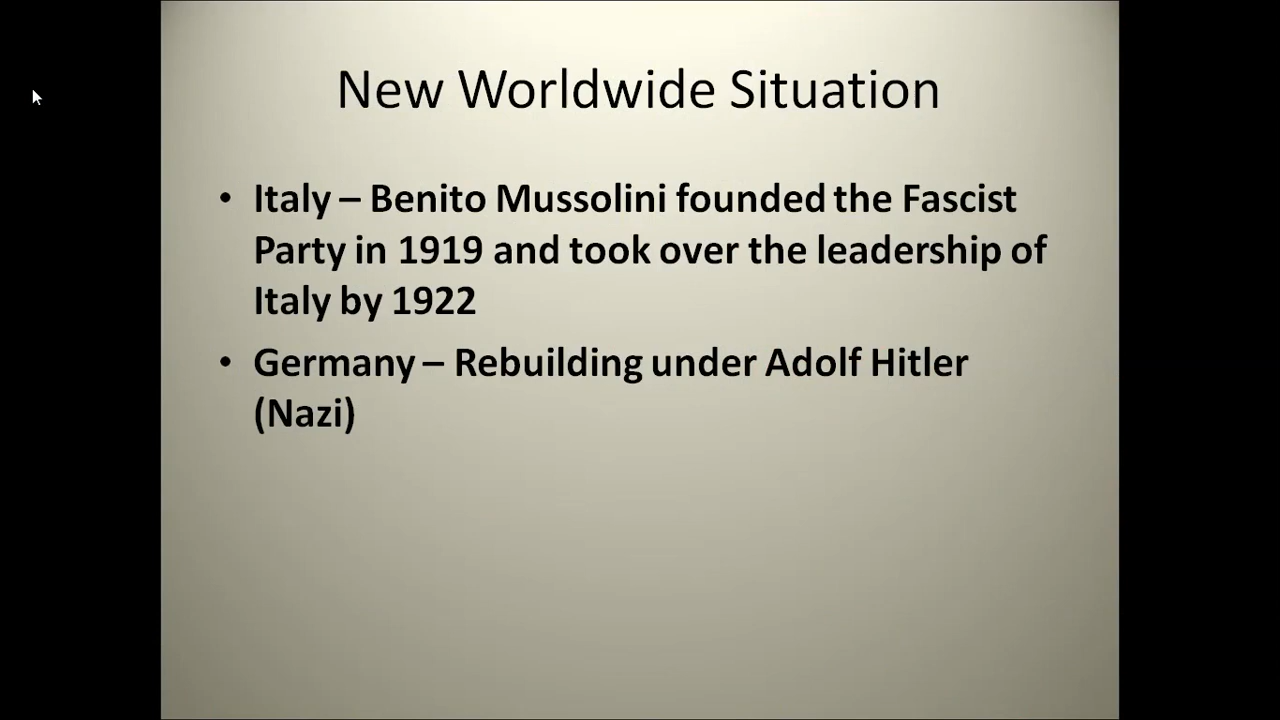 New Worldwide Situation
• Italy – Benito Mussolini founded the Fascist
Party in 1919 and took over the leadership of
Italy by 1922
• Germany – Rebuilding under Adolf Hitler
(Nazi)